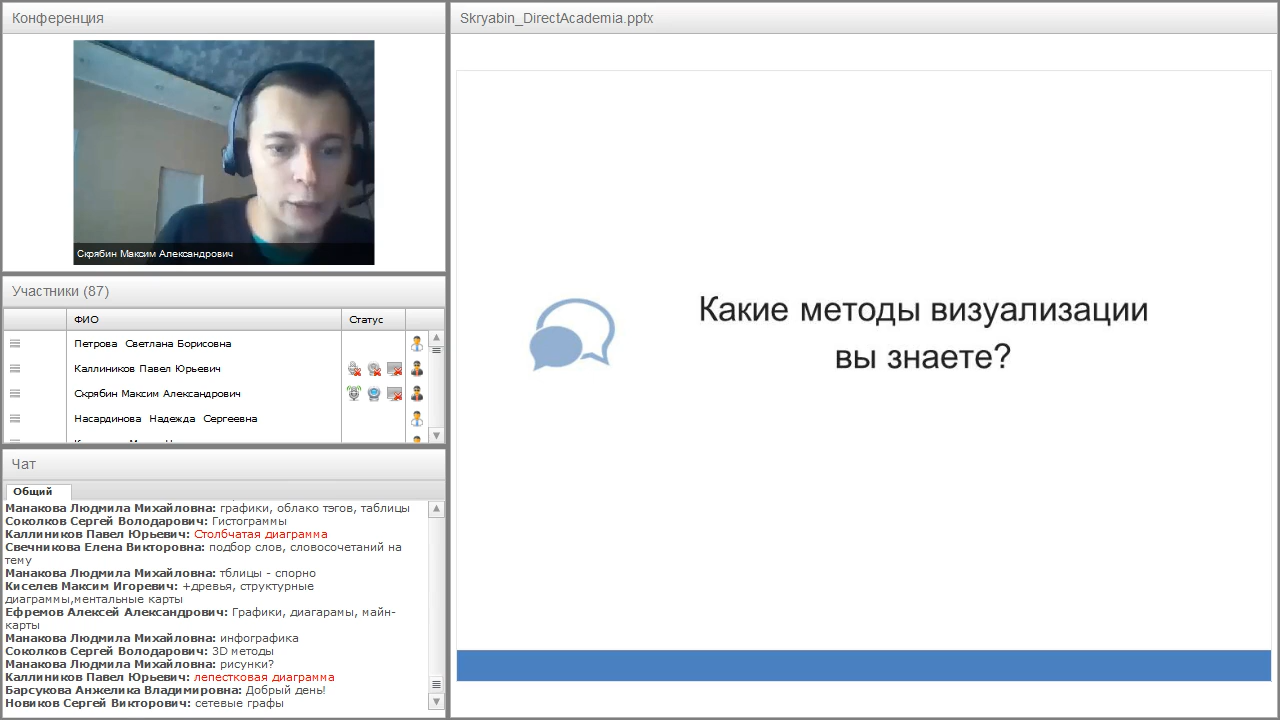 Конференция
Скрябин Максим Александрович
Участники (87)
ФИО Статус
Петрова Светлана Борисовна
Каллиников Павел Юрьевич
Скрябин Максим Александрович
Насардинова Надежда Сергеевна
Чат
Общий
Манакова Людмила Михайловна: графики, облако тэгов, таблицы
Соколков Сергей Володарович: Гистограммы
Каллиников Павел Юрьевич: Столбчатая диаграмма
Свечникова Елена Викторовна: подбор слов, словосочетаний на
тему
Манакова Людмила Михайловна: тблицы - спорно
Киселев Максим Игоревич: +древья, структурные
диаграммы,ментальные карты
Ефремов Алексей Александрович: Графики, диагарамы, майн-
карты
Манакова Людмила Михайловна: инфографика
Соколков Сергей Володарович: 3D методы
Манакова Людмила Михайловна: рисунки?
Каллиников Павел Юрьевич: лепестковая диаграмма
Барсукова Анжелика Владимировна: Добрый день!
Новиков Сергей Викторович: сетевые графы
Skryabin_DirectAcademia.pptx
Какие методы визуализации
вы знаете?